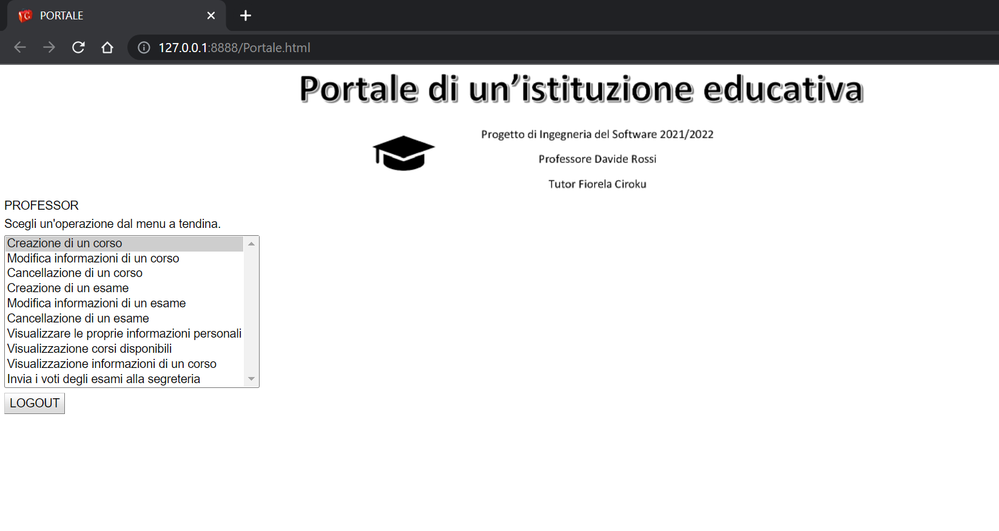 PORTALE
127.0.0.1:8888/Portale.html
Portale di un’istituzione educativa
Progetto di Ingegneria del Software 2021/2022
Professore Davide Rossi
Tutor Fiorela Ciroku
PROFESSOR
Scegli un'operazione dal menu a tendina.
Creazione di un corso
Modifica informazioni di un corso
Cancellazione di un corso
Creazione di un esame
Modifica informazioni di un esame
Cancellazione di un esame
Visualizzare le proprie informazioni personali
Visualizzazione corsi disponibili
Visualizzazione informazioni di un corso
Invia i voti degli esami alla segreteria
LOGOUT